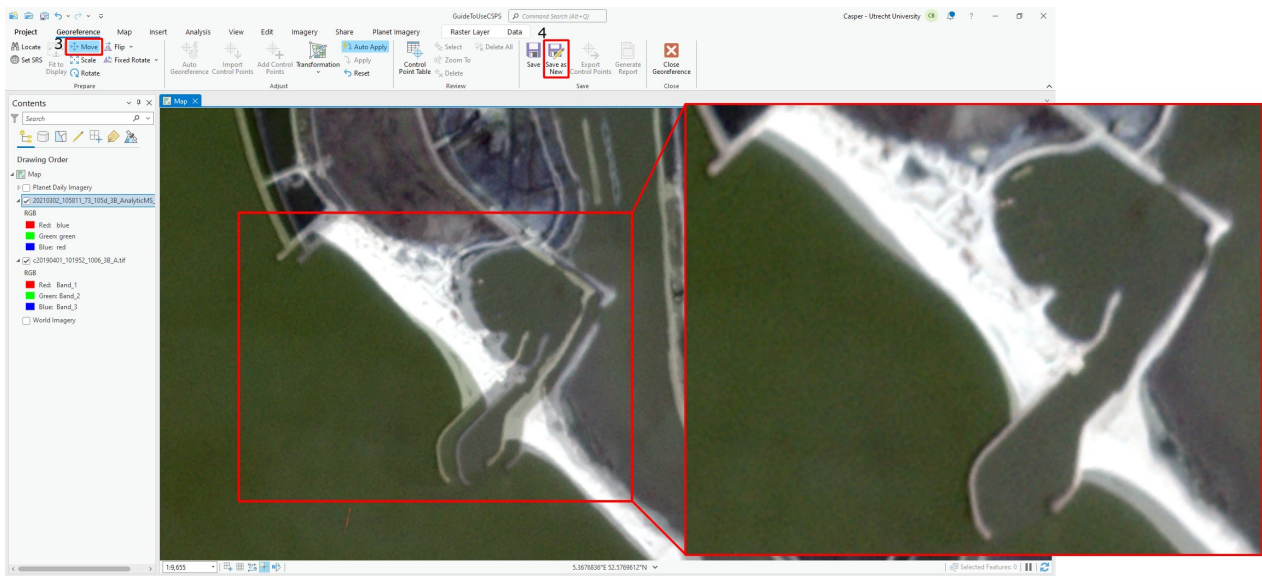 GuideToUseCSPS
Command Search (Alt+Q)
Casper - Utrecht University
CB
?
Project Georeference Map Insert Analysis View Edit Imagery Share Planet Imagery Raster Layer Data
3
4
Locate
Set SRS
Fit to Display
Move
Scale
Rotate
Flip
Fixed Rotate
Prepare
Auto Georeference
Import Control Points
Add Control Points
Transformation
Auto Apply
Apply
Reset
Adjust
Control Point Table
Select
Zoom To
Delete
Delete All
Review
Save
Save as New
Export Control Points
Generate Report
Save
Close Georeference
Close
Contents
Search
Drawing Order
Map
Planet Daily Imagery
20210302_105811_73_105d_3B_AnalyticMS_
RGB
Red: blue
Green: green
Blue: red
c20190401_101952_1006_3B_A.tif
RGB
Red: Band_1
Green: Band_2
Blue: Band_3
World Imagery
Map
1:9,655
5.3676836°E 52.5769612°N
Selected Features: 0